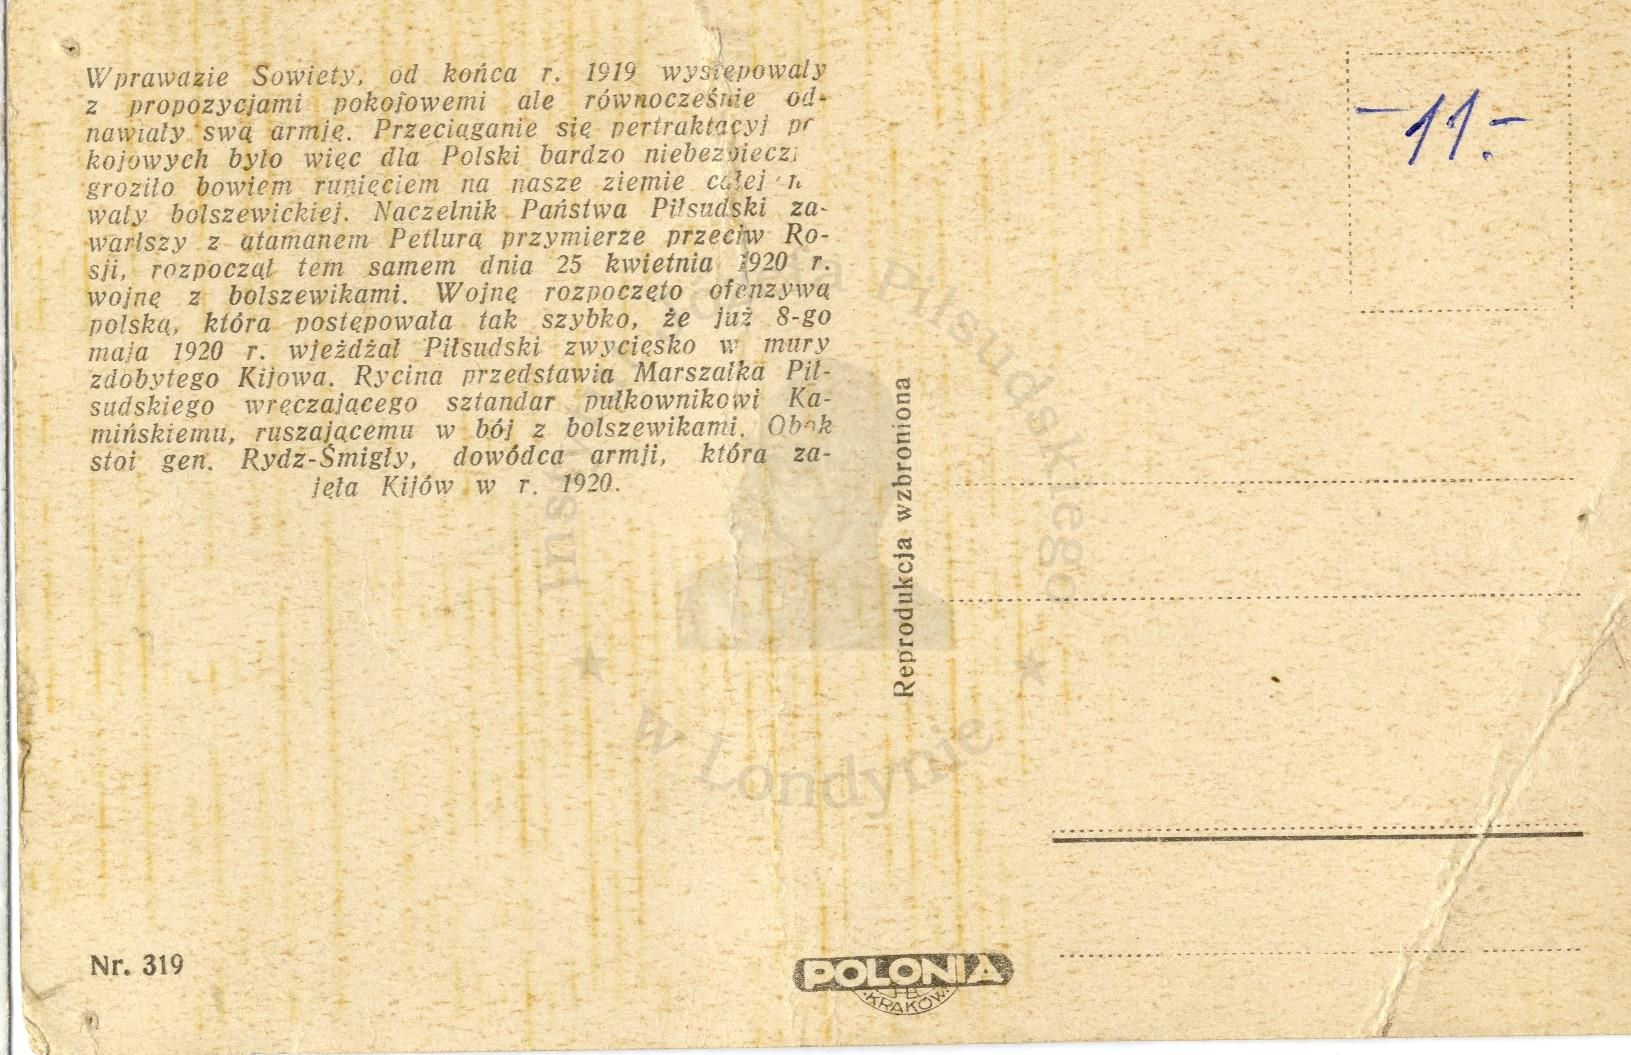 Wprawdzie Sowiety, od końca r. 1919 występowały
z propozycjami pokojowemi ale równocześnie od-
nawiały swą armję. Przeciąganie się pertraktacyj
kojowych było więc dla Polski bardzo
groziło bowiem runięciem na nasze ziemie całej
wały bolszewickiej. Naczelnik Państwa Piłsudski za-
warłszy z atamanem Petlurą przymierze przeciw Ro-
sji, rozpoczął tem samem dnia 25 kwietnia 1920 r.
wojnę z bolszewikami. Wojnę rozpoczęto ofenzywą
polską, która postępowała tak szybko, że już 8-go
maja 1920 r. wjeżdżał Piłsudski zwycięsko w mury
zdobytego Kijowa. Rycina przedstawia Marszałka Pił-
sudskiego wręczającego sztandar pułkownikowi Ka-
mińskiemu, ruszającemu w bój z bolszewikami. Obok
stoi gen. Rydz-Śmigły, dowódca armji, która za-
jęła Kijów w r. 1920.
Reprodukcja wzbroniona
-11.-
Nr. 319
POLONIA
KRAKÓW
Piłsudskiego
w Londynie